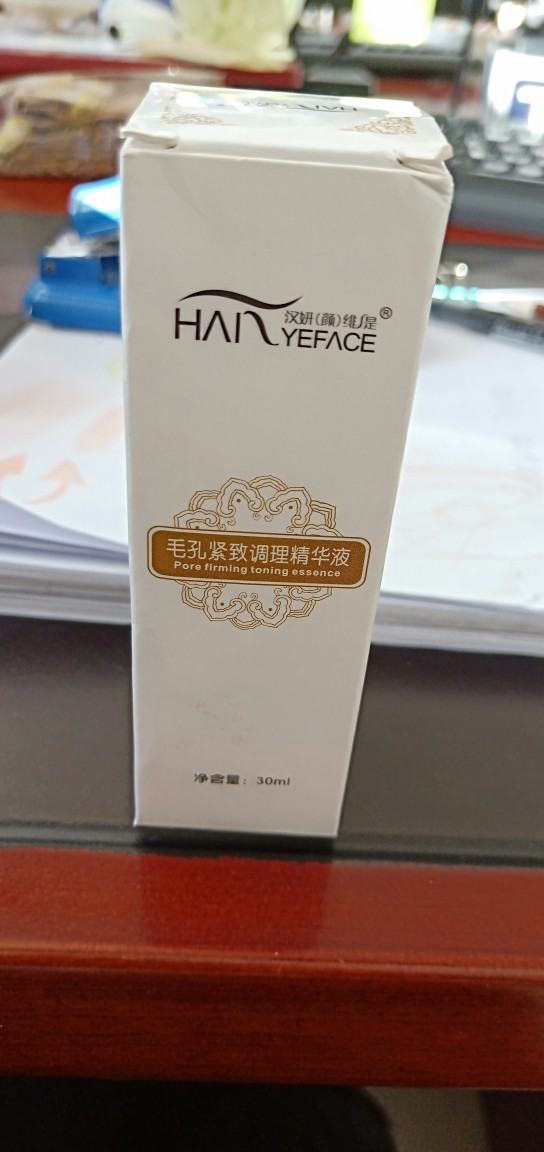 汉妍(颜)维是®
HAN YEFACE
毛孔紧致调理精华液
Pore firming toning essence
净含量：30ml